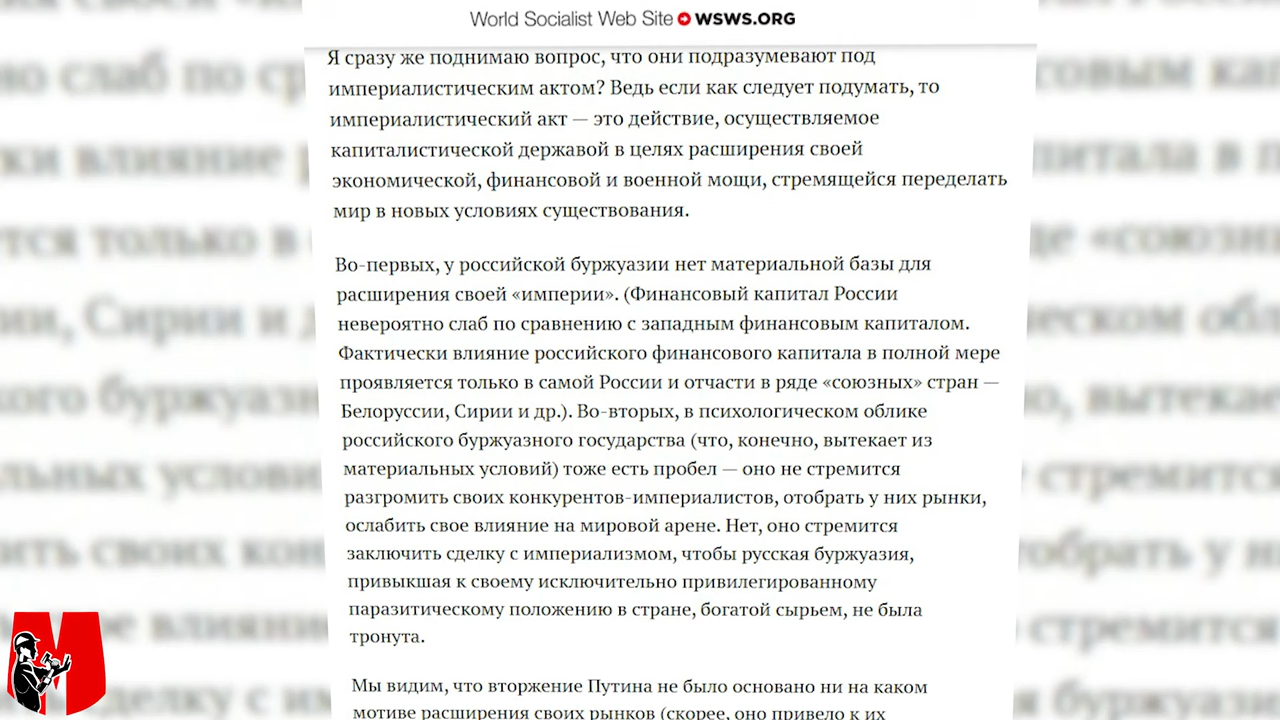 World Socialist Web Site WSWS.ORG
Я сразу же поднимаю вопрос, что они подразумевают под
империалистическим актом? Ведь если как следует подумать, то
империалистический акт — это действие, осуществляемое
капиталистической державой в целях расширения своей
экономической, финансовой и военной мощи, стремящейся переделать
мир в новых условиях существования.
Во-первых, у российской буржуазии нет материальной базы для
расширения своей «империи». (Финансовый капитал России
невероятно слаб по сравнению с западным финансовым капиталом.
Фактически влияние российского финансового капитала в полной мере
проявляется только в самой России и отчасти в ряде «союзных» стран —
Белоруссии, Сирии и др.). Во-вторых, в психологическом облике
российского буржуазного государства (что, конечно, вытекает из
материальных условий) тоже есть пробел — оно не стремится
разгромить своих конкурентов-империалистов, отобрать у них рынки,
ослабить свое влияние на мировой арене. Нет, оно стремится
заключить сделку с империализмом, чтобы русская буржуазия,
привыкшая к своему исключительно привилегированному
паразитическому положению в стране, богатой сырьем, не была
тронута.
Мы видим, что вторжение Путина не было основано ни на каком
мотиве расширения своих рынков (скорее, оно привело к их